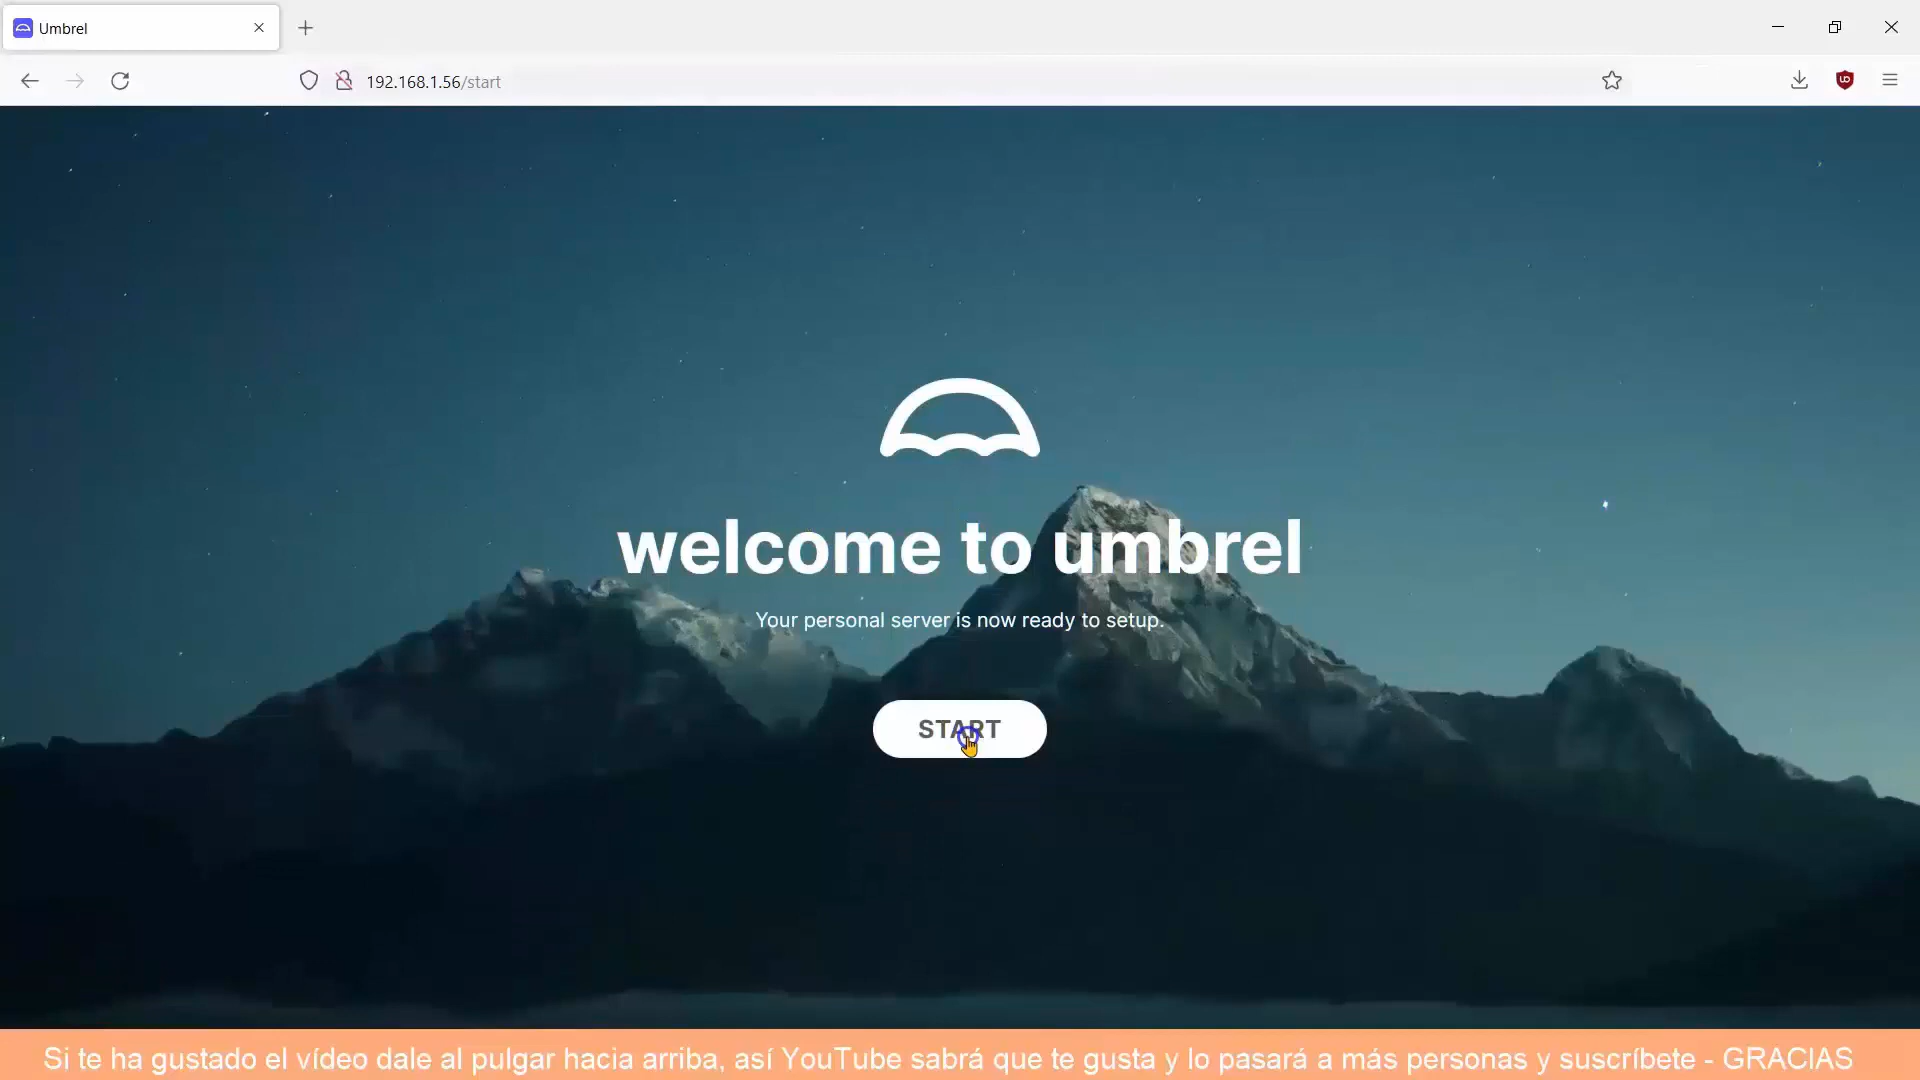 Umbrel
192.168.1.56/start
welcome to umbrel
Your personal server is now ready to setup.
START
Si te ha gustado el vídeo dale al pulgar hacia arriba, así YouTube sabrá que te gusta y lo pasará a más personas y suscríbete - GRACIAS